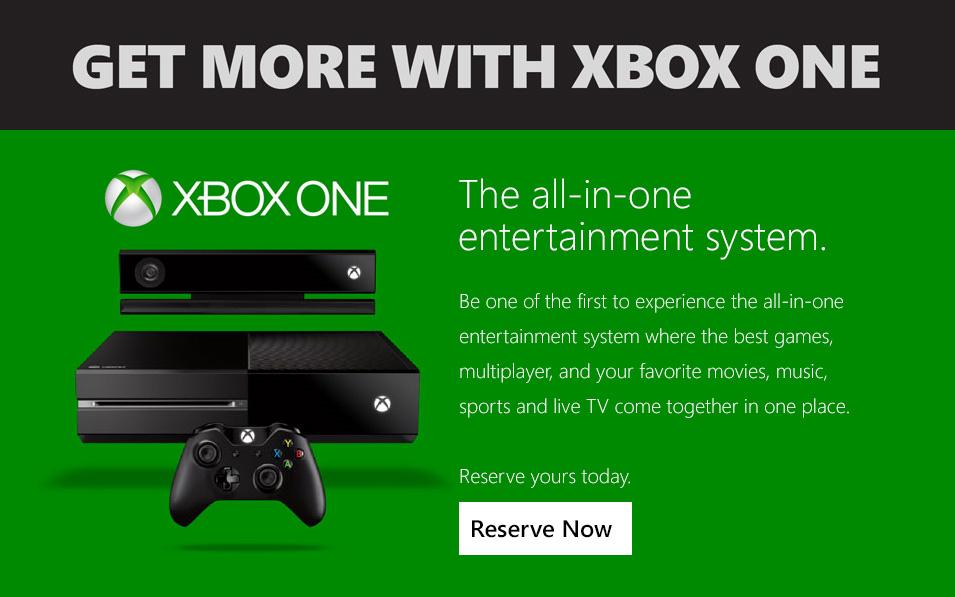 GET MORE WITH XBOX ONE
XBOX ONE
The all-in-one
entertainment system.
Be one of the first to experience the all-in-one
entertainment system where the best games,
multiplayer, and your favorite movies, music,
sports and live TV come together in one place.
Y
X B
A
Reserve yours today.
Reserve Now